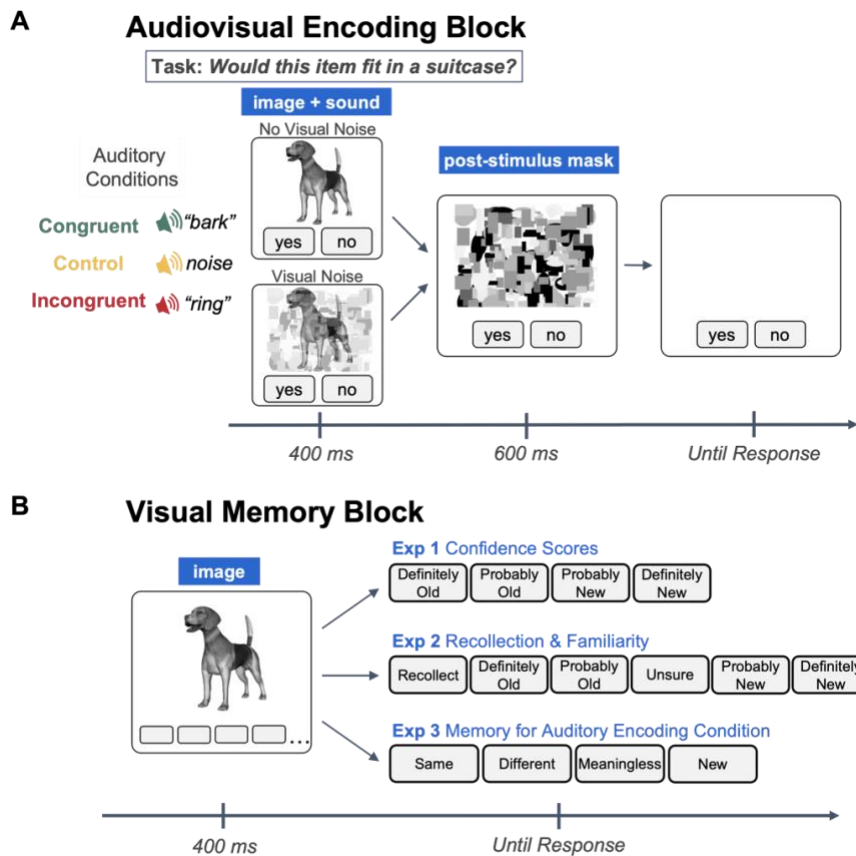 A
Audiovisual Encoding Block
Task: Would this item fit in a suitcase?
image + sound
No Visual Noise
Auditory
Conditions
Congruent "bark"
Control noise
Incongruent "ring"
yes no
Visual Noise
yes no
post-stimulus mask
yes no
yes no
400 ms
600 ms
Until Response
B
Visual Memory Block
image
...
Exp 1 Confidence Scores
Definitely Old
Probably Old
Probably New
Definitely New
Exp 2 Recollection & Familiarity
Recollect
Definitely Old
Probably Old
Unsure
Probably New
Definitely New
Exp 3 Memory for Auditory Encoding Condition
Same
Different
Meaningless
New
400 ms
Until Response